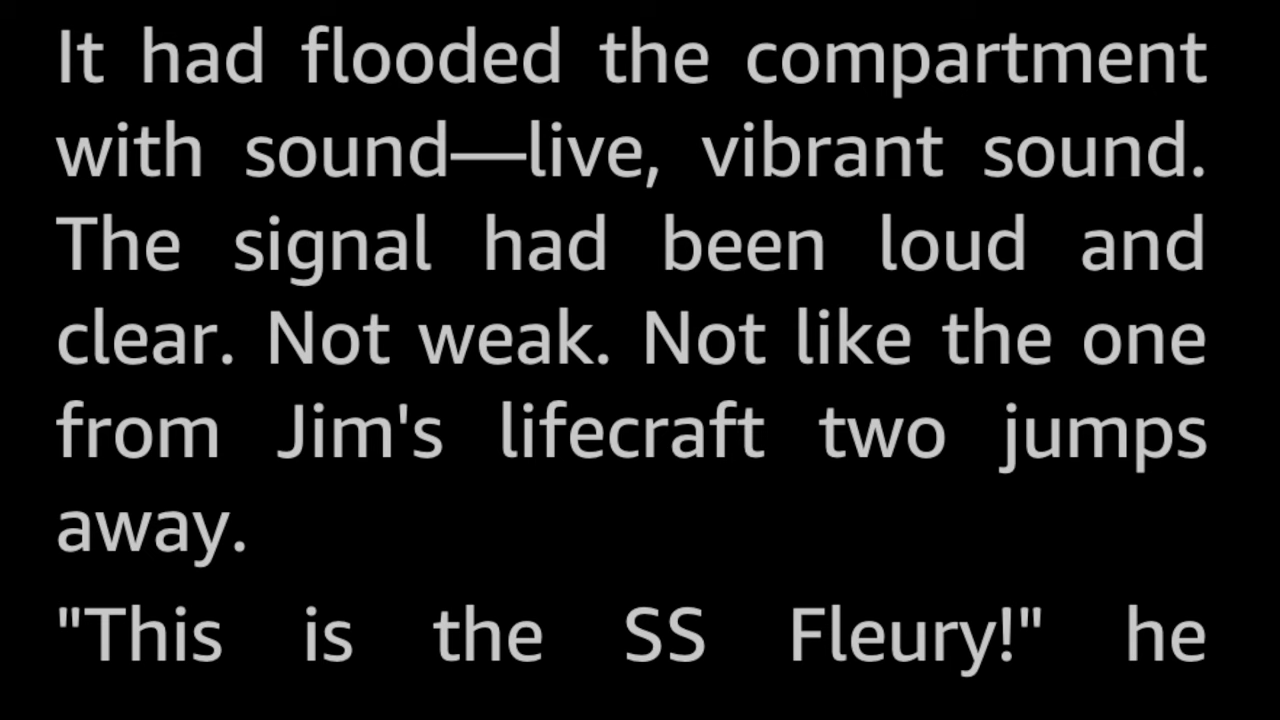 It had flooded the compartment
with sound—live, vibrant sound.
The signal had been loud and
clear. Not weak. Not like the one
from Jim's lifecraft two jumps
away.
"This is the SS Fleury!" he